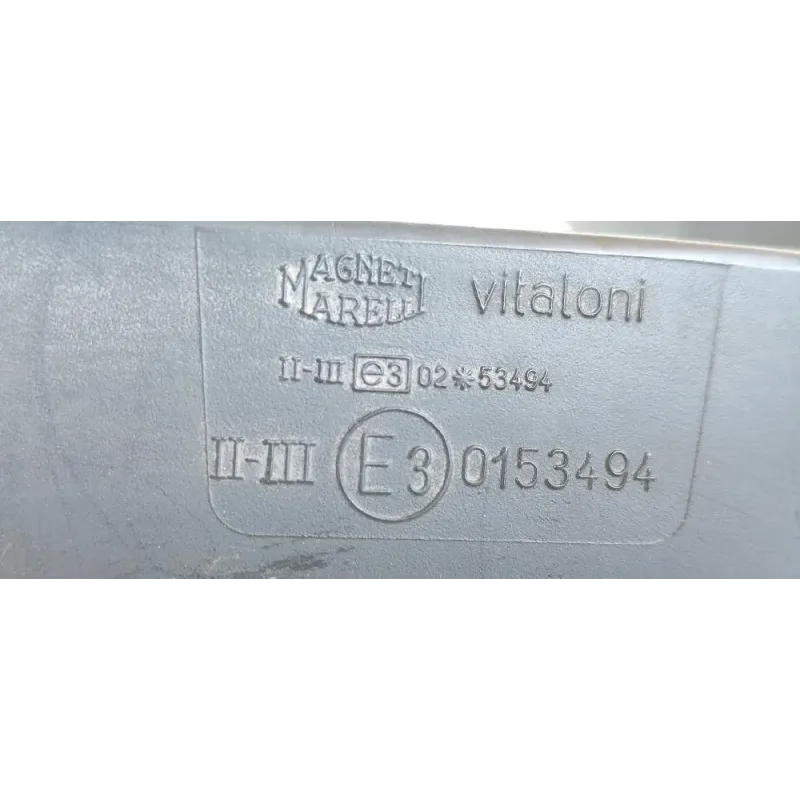 MAGNETI MARELLI vitaloni
II-III e3 02*53494
II-III E3 0153494